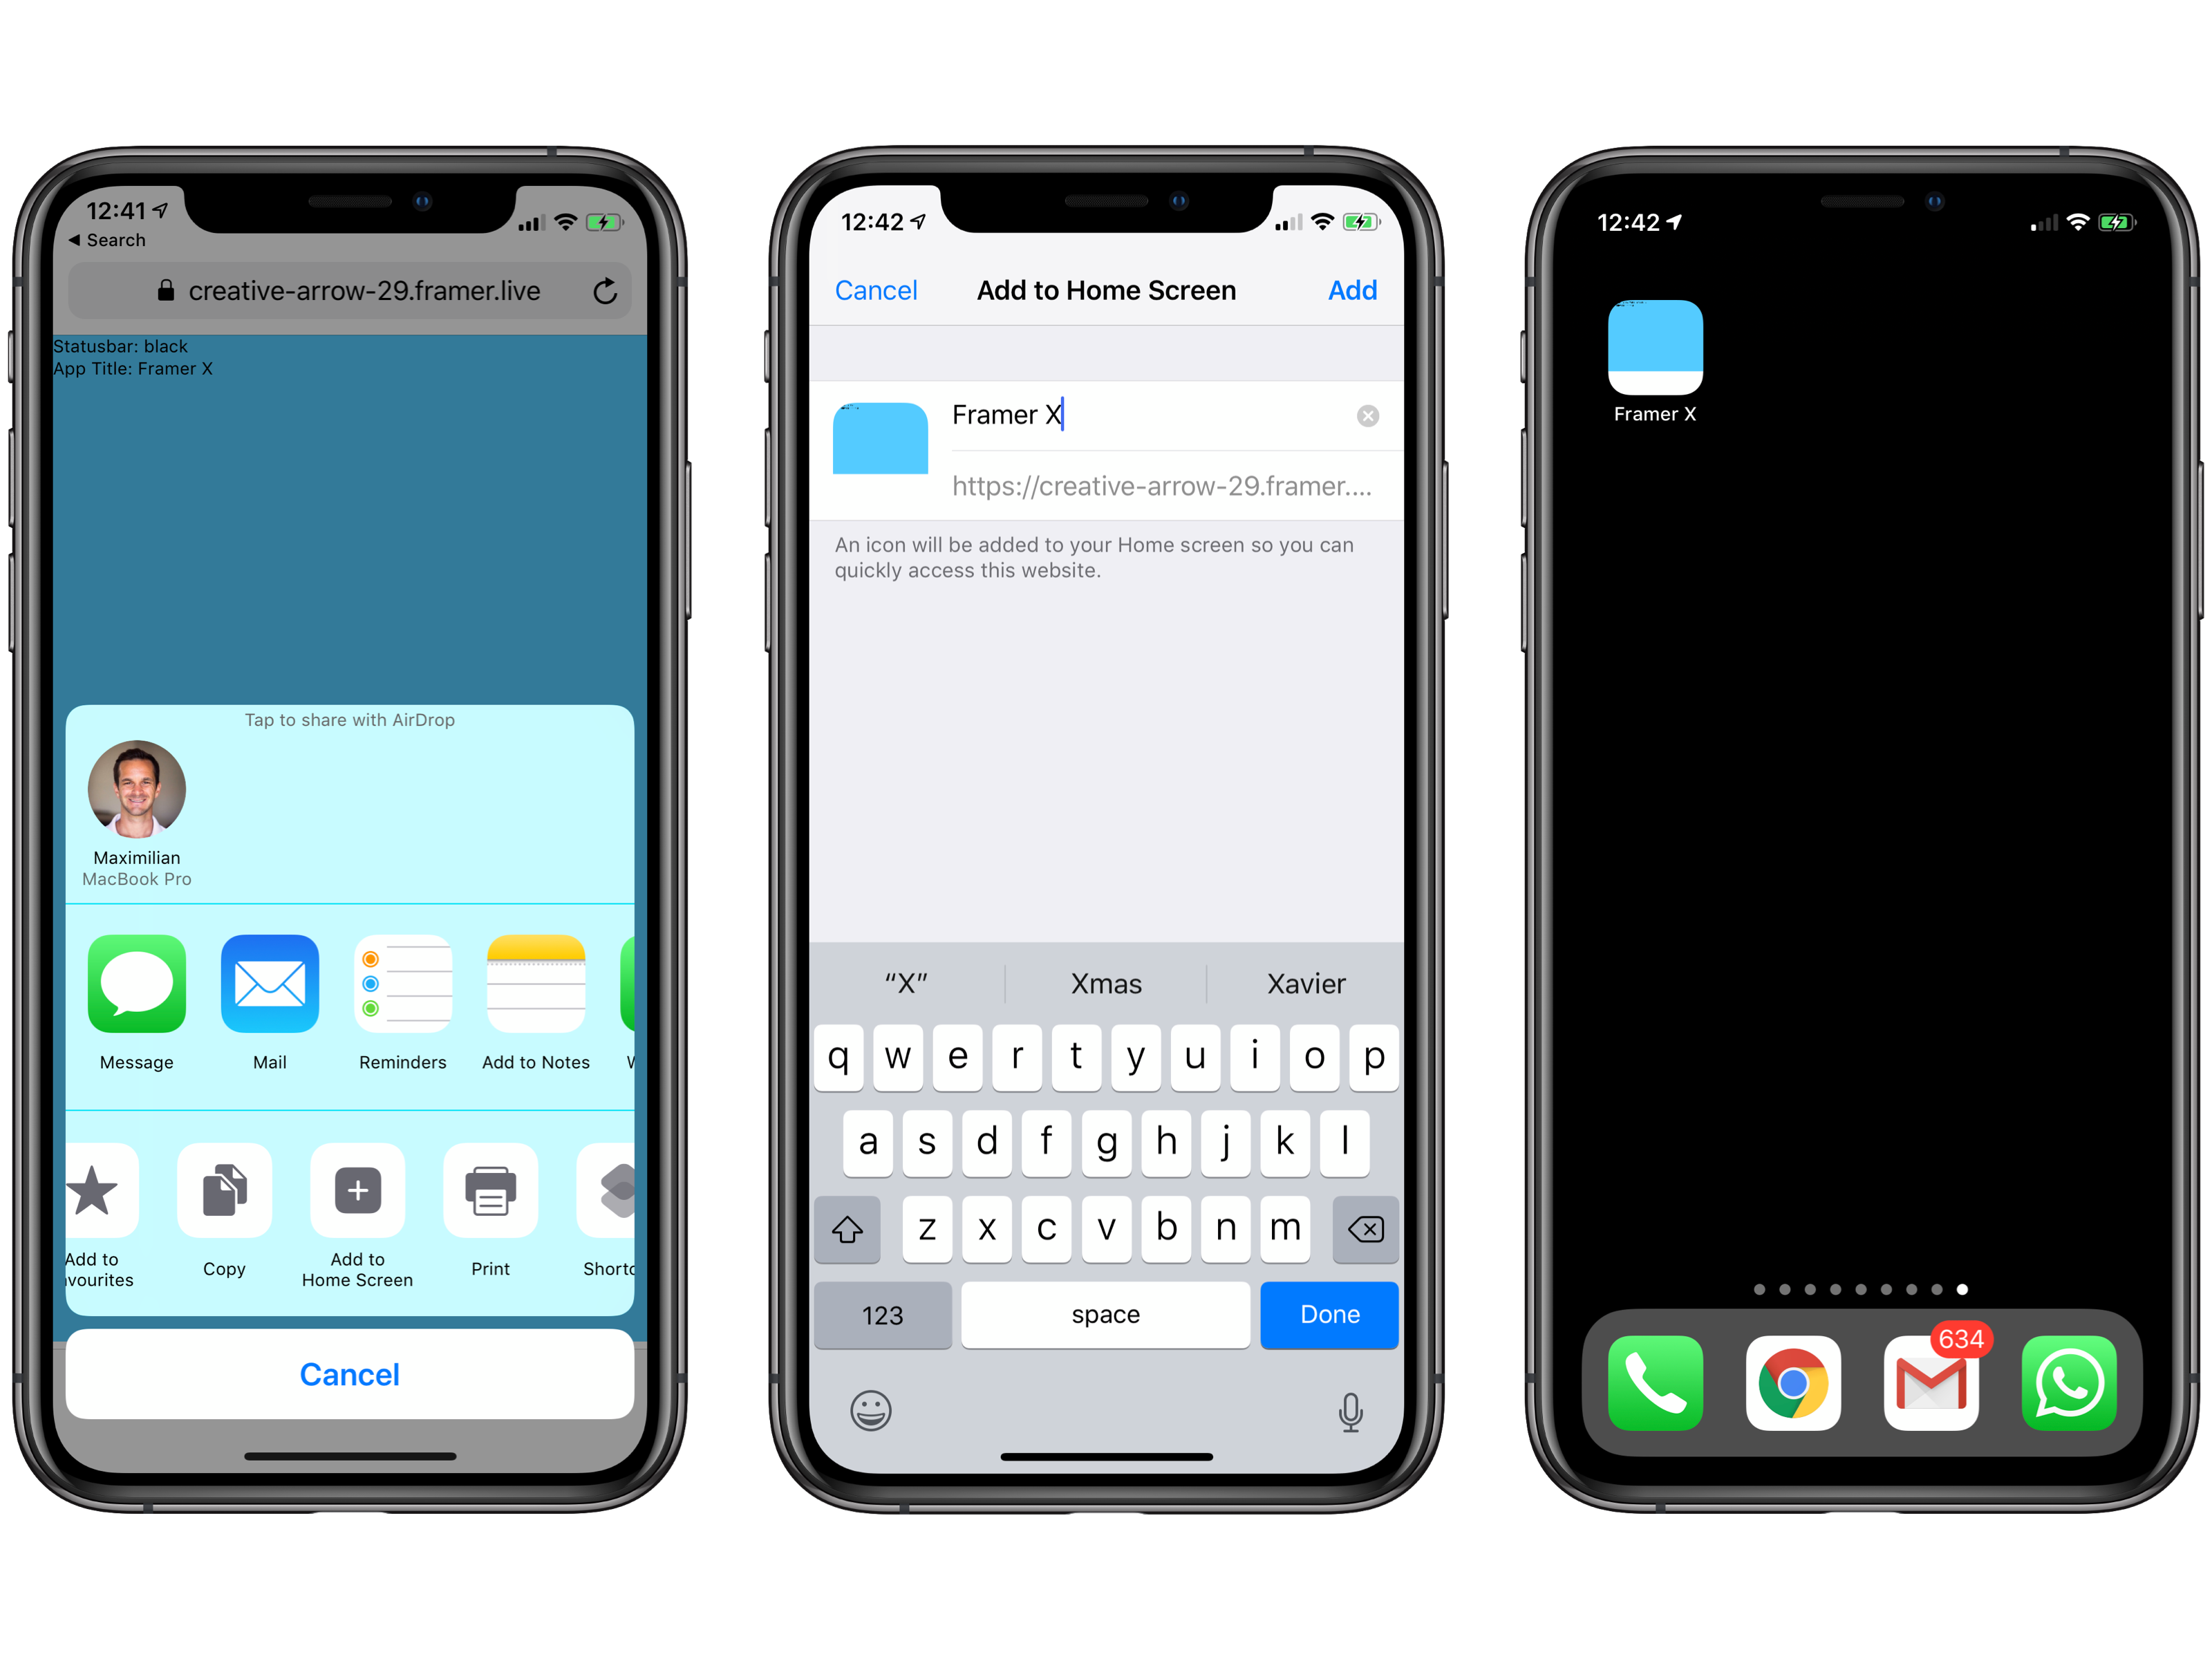 12:41
◀ Search
creative-arrow-29.framer.live
Statusbar: black
App Title: Framer X
Tap to share with AirDrop
Maximilian
MacBook Pro
Message
Mail
Reminders
Add to Notes
Add to
vourites
Copy
Add to
Home Screen
Print
Shortc
Cancel
12:42
Cancel
Add to Home Screen
Add
Framer X
https://creative-arrow-29.framer....
An icon will be added to your Home screen so you can
quickly access this website.
“X”
Xmas
Xavier
q w e r t y u i o p
a s d f g h j k l
z x c v b n m
123
space
Done
12:42
Framer X
634